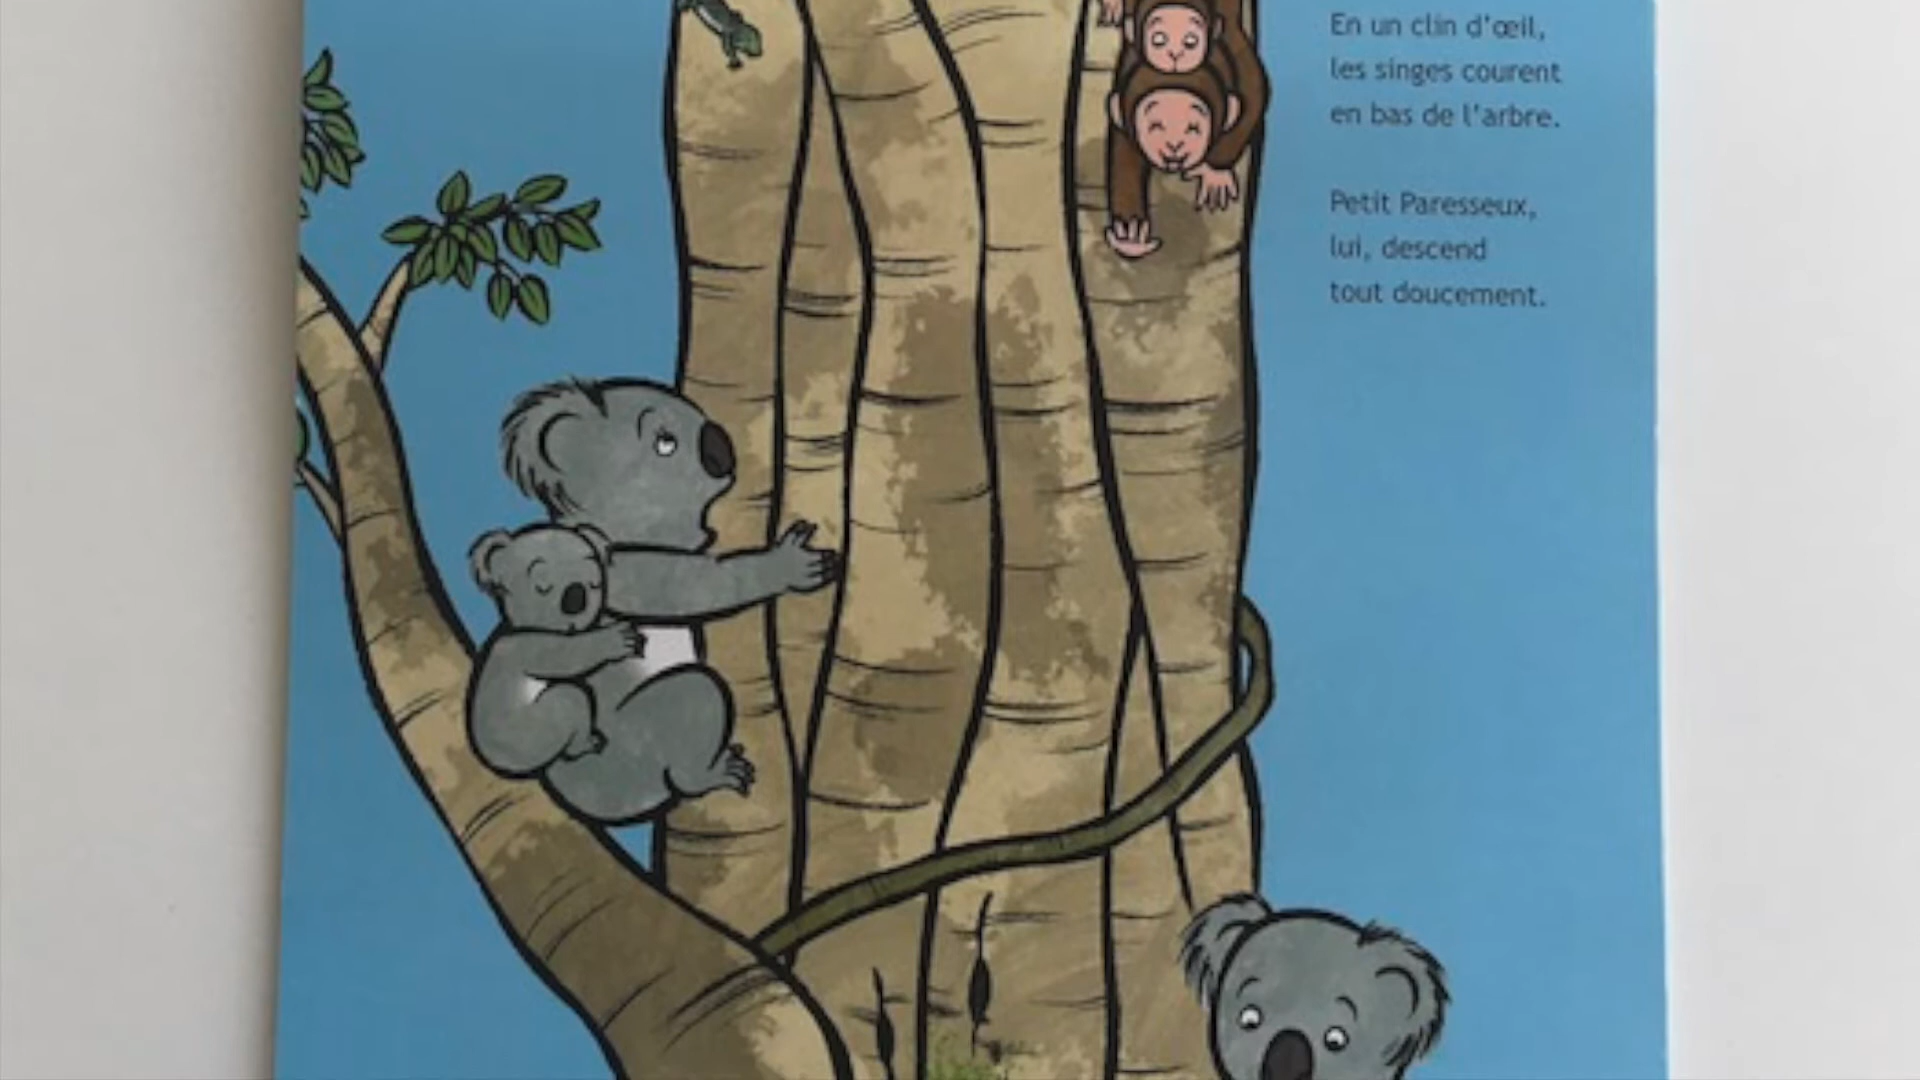 En un clin d'œil,
les singes courent
en bas de l'arbre.
Petit Paresseux,
lui, descend
tout doucement.